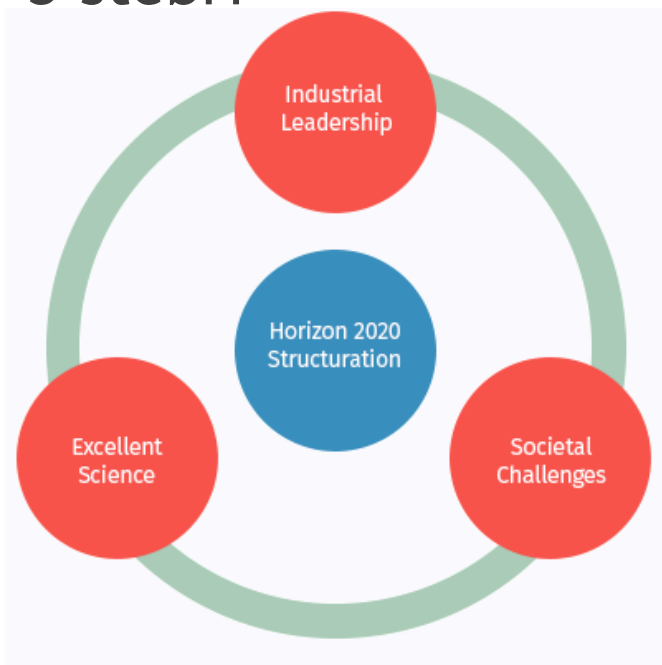 Industrial
Leadership
Horizon 2020
Structuration
Excellent
Science
Societal
Challenges